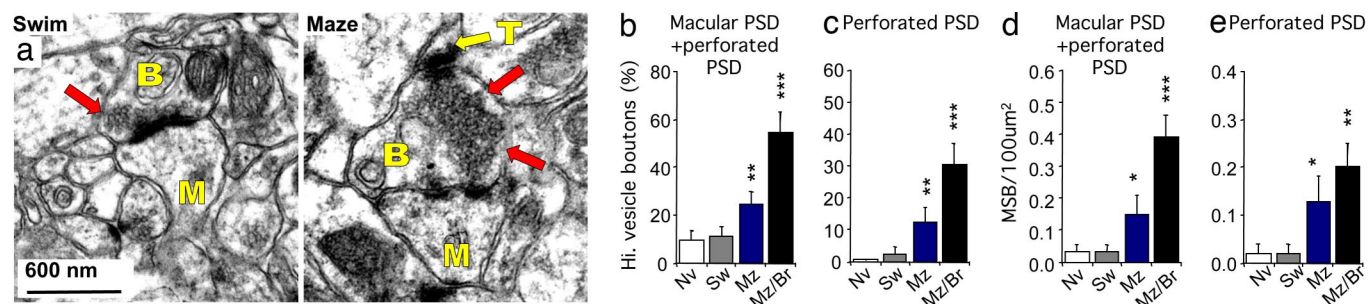 Swim
a
B
M
600 nm
Maze
T
B
M
b
Macular PSD
+perforated
PSD
Hi. vesicle boutons (%)
80
60
40
20
0
**
***
Nv
Sw
Mz
Mz/Br
c
Perforated PSD
60
50
40
30
20
10
0
**
***
Nv
Sw
Mz
Mz/Br
d
Macular PSD
+perforated
PSD
MSB/100um²
0.5
0.4
0.3
0.2
0.1
0.0
*
***
Nv
Sw
Mz
Mz/Br
e
Perforated PSD
0.4
0.3
0.2
0.1
0.0
*
**
Nv
Sw
Mz
Mz/Br